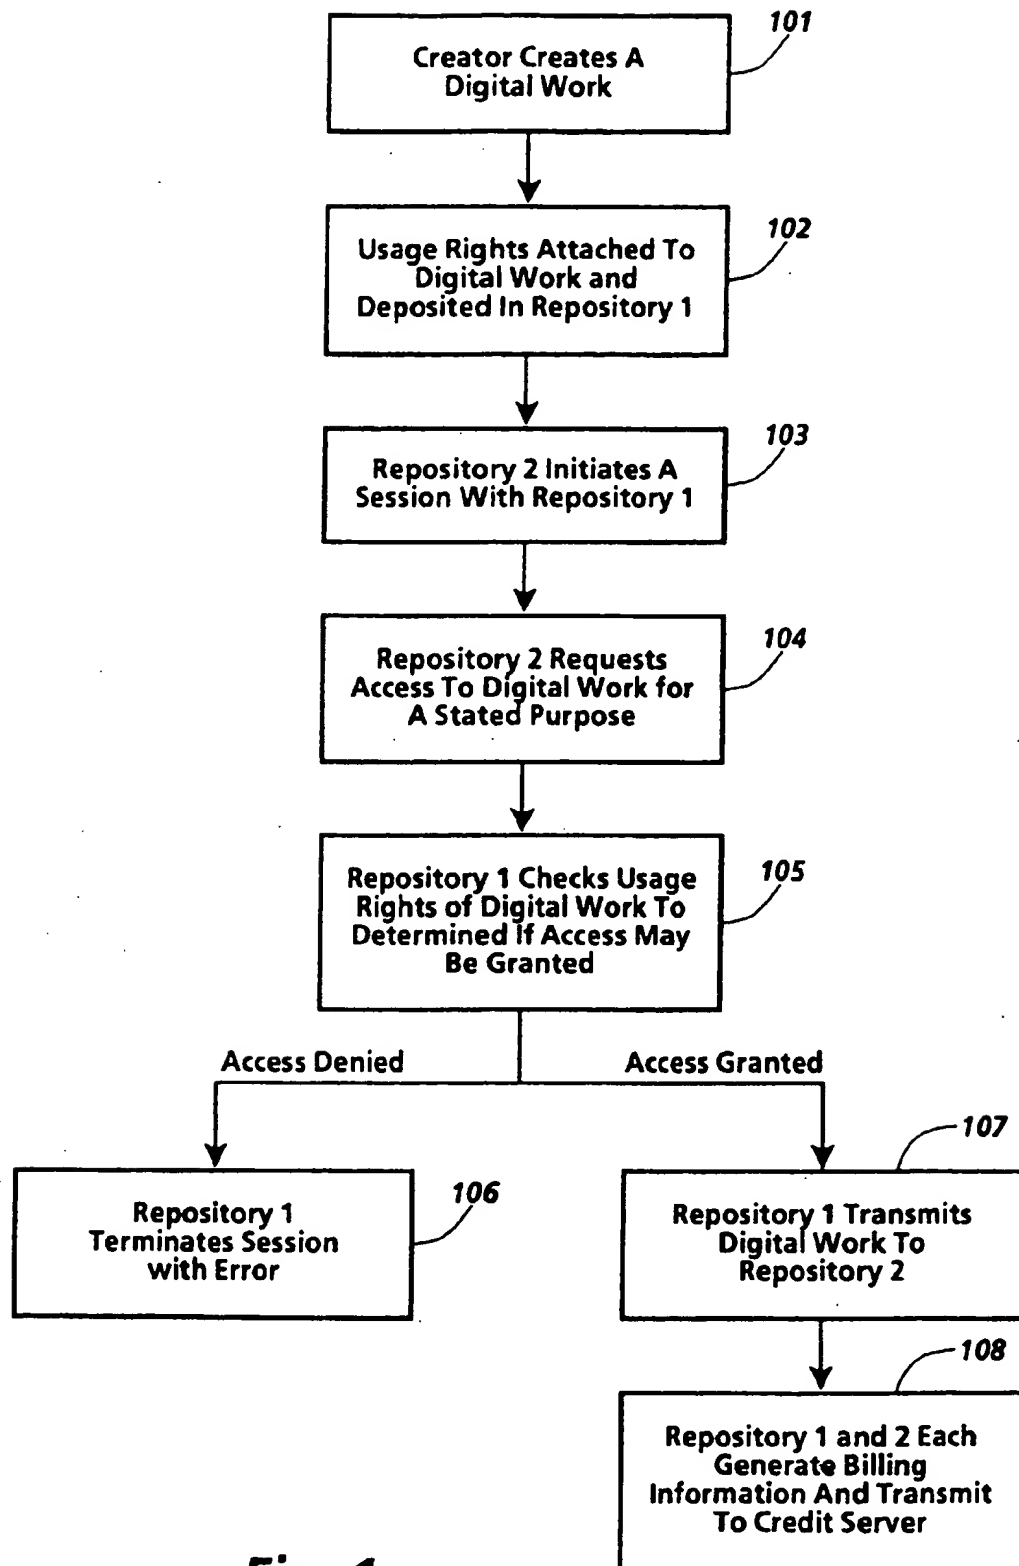 101
Creator Creates A
Digital Work
102
Usage Rights Attached To
Digital Work and
Deposited In Repository 1
103
Repository 2 Initiates A
Session With Repository 1
104
Repository 2 Requests
Access To Digital Work for
A Stated Purpose
105
Repository 1 Checks Usage
Rights of Digital Work To
Determined If Access May
Be Granted
Access Denied
Access Granted
106
Repository 1
Terminates Session
with Error
107
Repository 1 Transmits
Digital Work To
Repository 2
108
Repository 1 and 2 Each
Generate Billing
Information And Transmit
To Credit Server